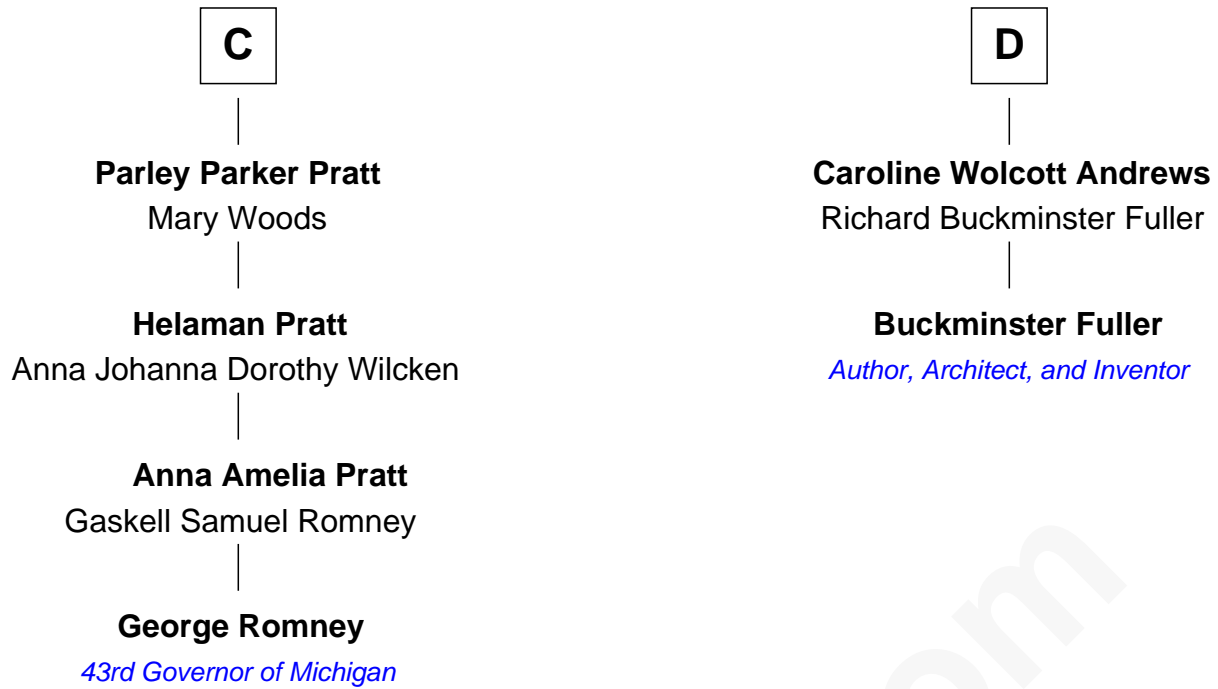 C
Parley Parker Pratt
Mary Woods
Helaman Pratt
Anna Johanna Dorothy Wilcken
Anna Amelia Pratt
Gaskell Samuel Romney
George Romney
43rd Governor of Michigan
D
Caroline Wolcott Andrews
Richard Buckminster Fuller
Buckminster Fuller
Author, Architect, and Inventor
om